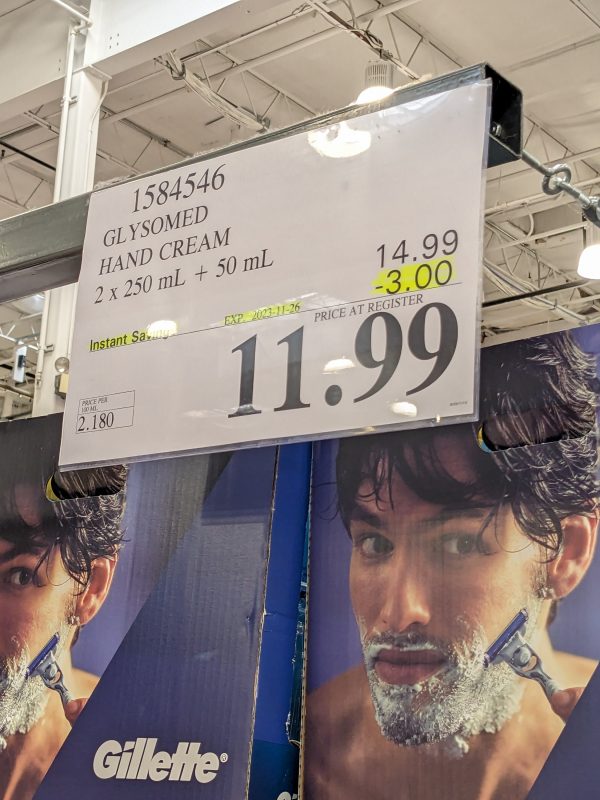 1584546
GLYSOMED
HAND CREAM
2 x 250 mL + 50 mL
14.99
-3.00
Instant Savings
EXP. 2023-11-26
PRICE AT REGISTER
11.99
PRICE PER
100 ML
2.180
Gillette®